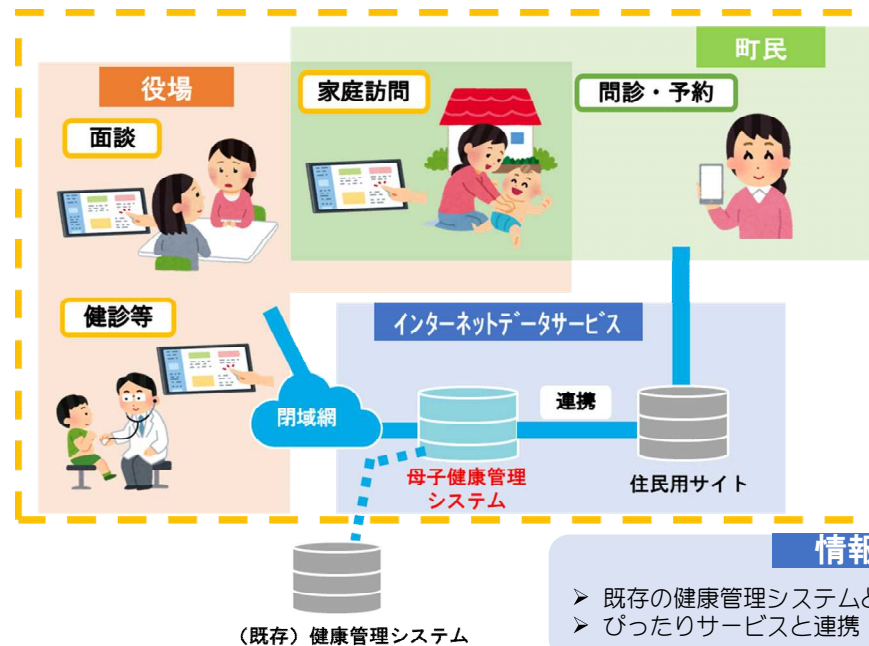 町民
役場
家庭訪問
問診・予約
面談
健診等
インターネットデータサービス
閉域網
連携
母子健康管理
システム
住民用サイト
情報
(既存)健康管理システム
➢ 既存の健康管理システムと
➢ ぴったりサービスと連携